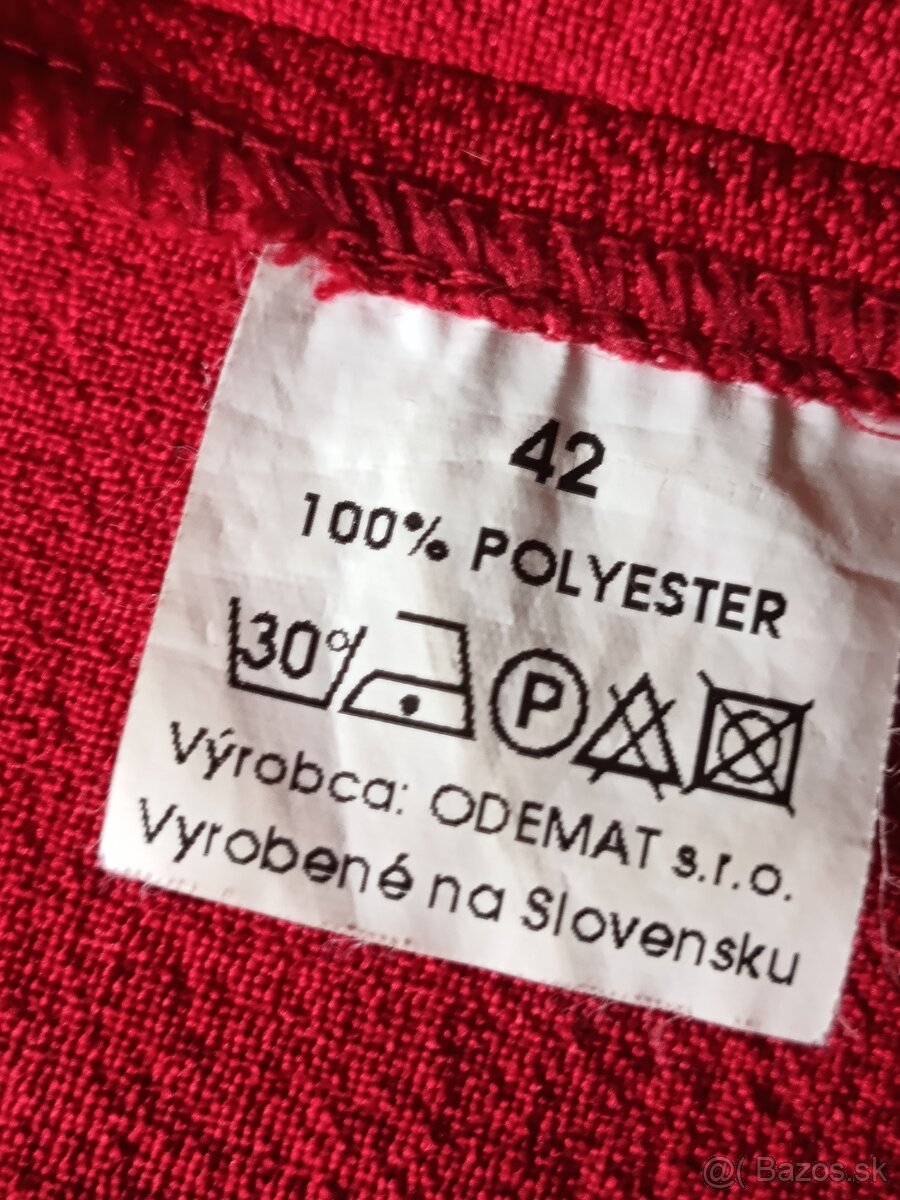 42
100% POLYESTER
30° P
Výrobca: ODEMAT s.r.o.
Vyrobené na Slovensku
@( Bazos.sk